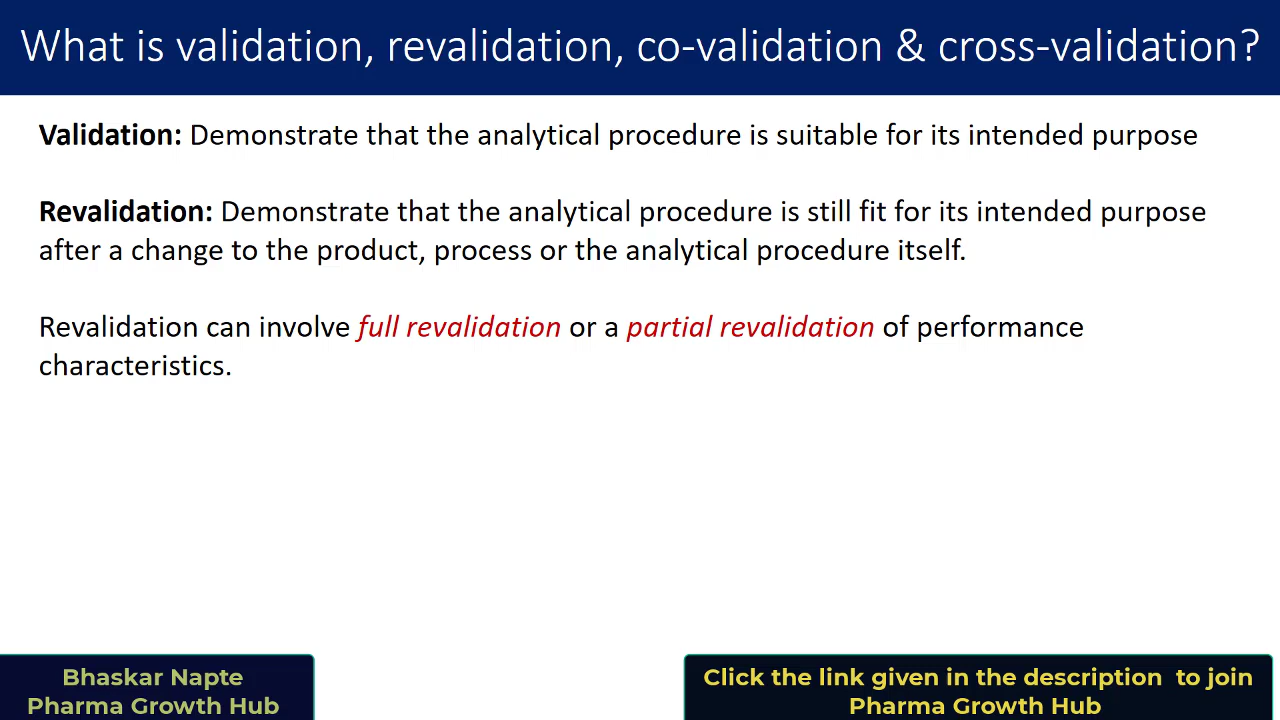 What is validation, revalidation, co-validation & cross-validation?
Validation: Demonstrate that the analytical procedure is suitable for its intended purpose
Revalidation: Demonstrate that the analytical procedure is still fit for its intended purpose
after a change to the product, process or the analytical procedure itself.
Revalidation can involve full revalidation or a partial revalidation of performance
characteristics.
Bhaskar Napte
Pharma Growth Hub
Click the link given in the description to join
Pharma Growth Hub